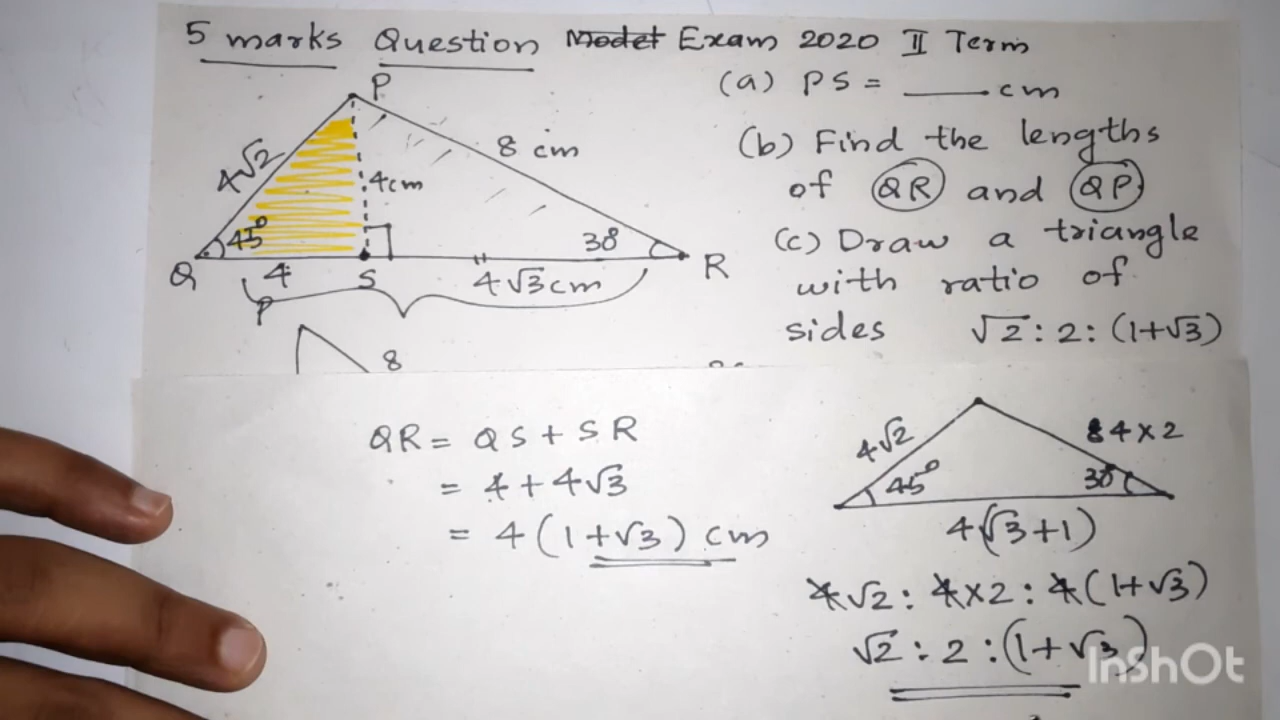 5 marks Question Model Exam 2020 II Term
P
(a) PS = ____ cm
4√2
8 cm
4cm
45°
30°
Q
4
S
4√3cm
R
P
8
(b) Find the lengths
of QR and QP
(c) Draw a triangle
with ratio of
sides √2 : 2 : (1+√3)
QR = QS + SR
= 4 + 4√3
= 4(1+√3) cm
4√2
4×2
45°
30°
4(√3+1)
4√2 : 4×2 : 4(1+√3)
√2 : 2 : (1+√3)
InShOt